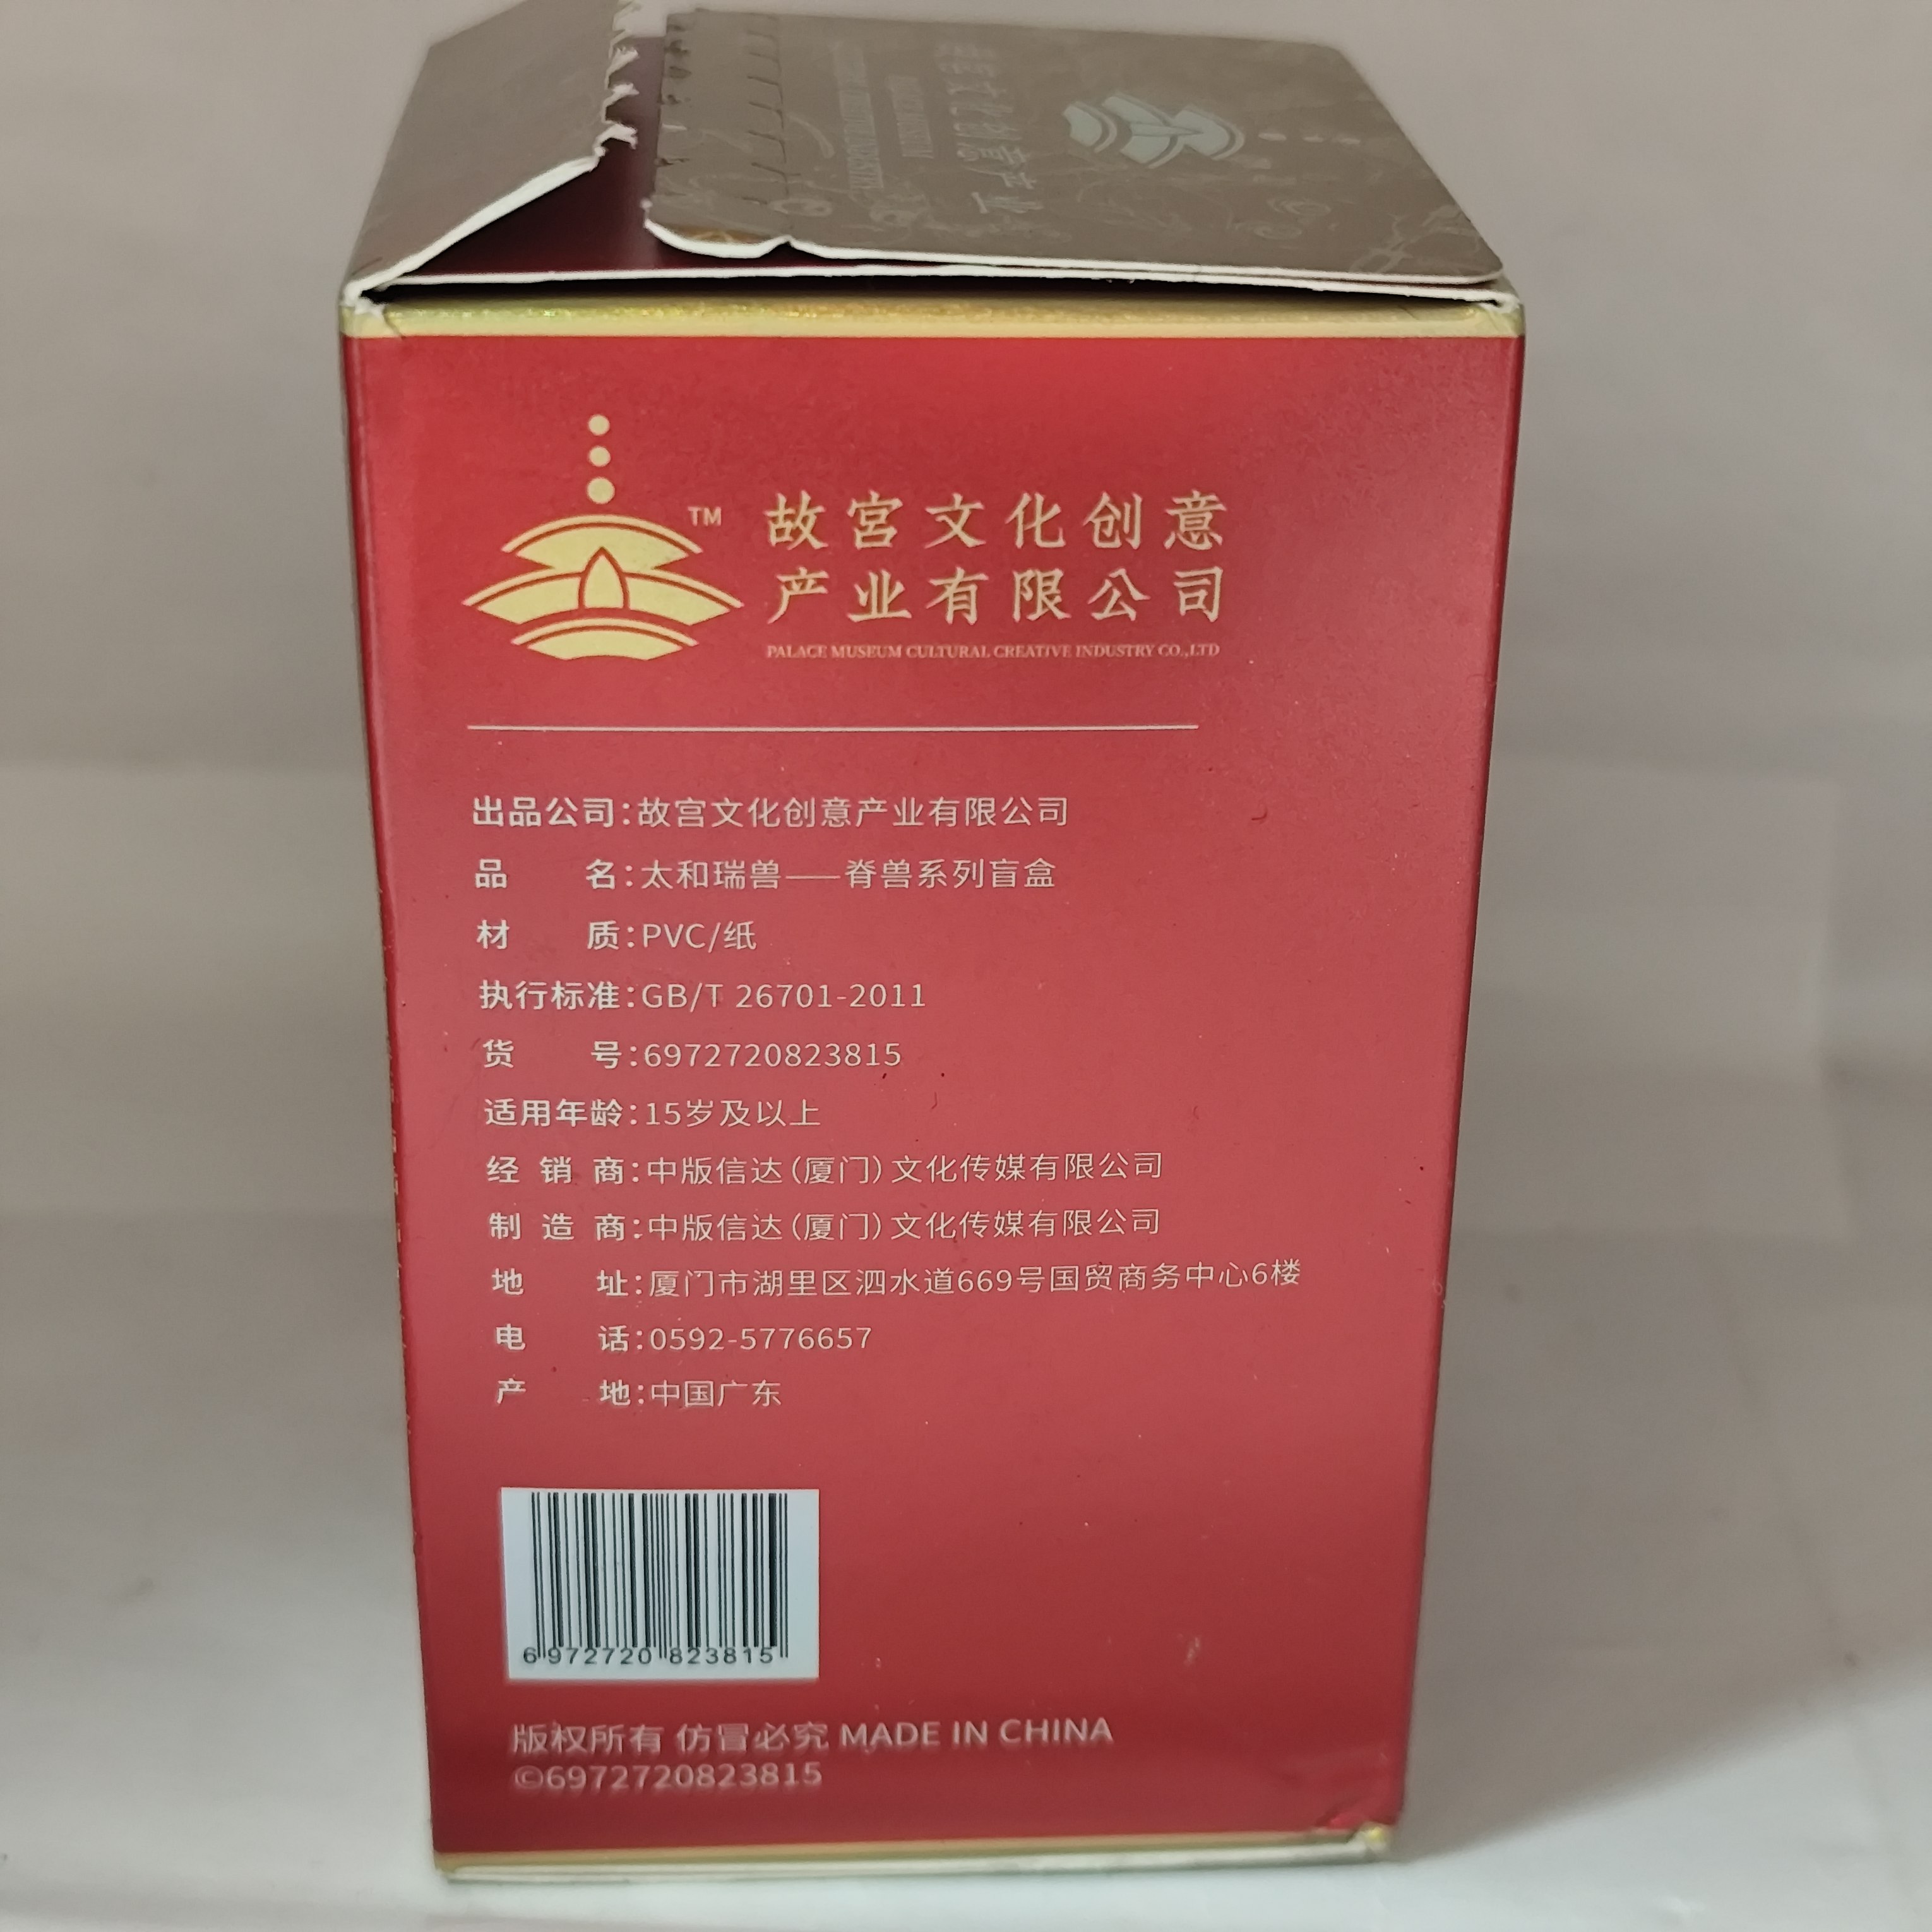 故宫文化创意产业
TM
故宫文化创意
产业有限公司
PALACE MUSEUM CULTURAL CREATIVE INDUSTRY CO.,LTD
出品公司:故宫文化创意产业有限公司
品 名:太和瑞兽——脊兽系列盲盒
材 质:PVC/纸
执行标准:GB/T 26701-2011
货 号:6972720823815
适用年龄:15岁及以上
经 销 商:中版信达(厦门)文化传媒有限公司
制 造 商:中版信达(厦门)文化传媒有限公司
地 址:厦门市湖里区泗水道669号国贸商务中心6楼
电 话:0592-5776657
产 地:中国广东
6 972720 823815
版权所有 仿冒必究 MADE IN CHINA
©6972720823815